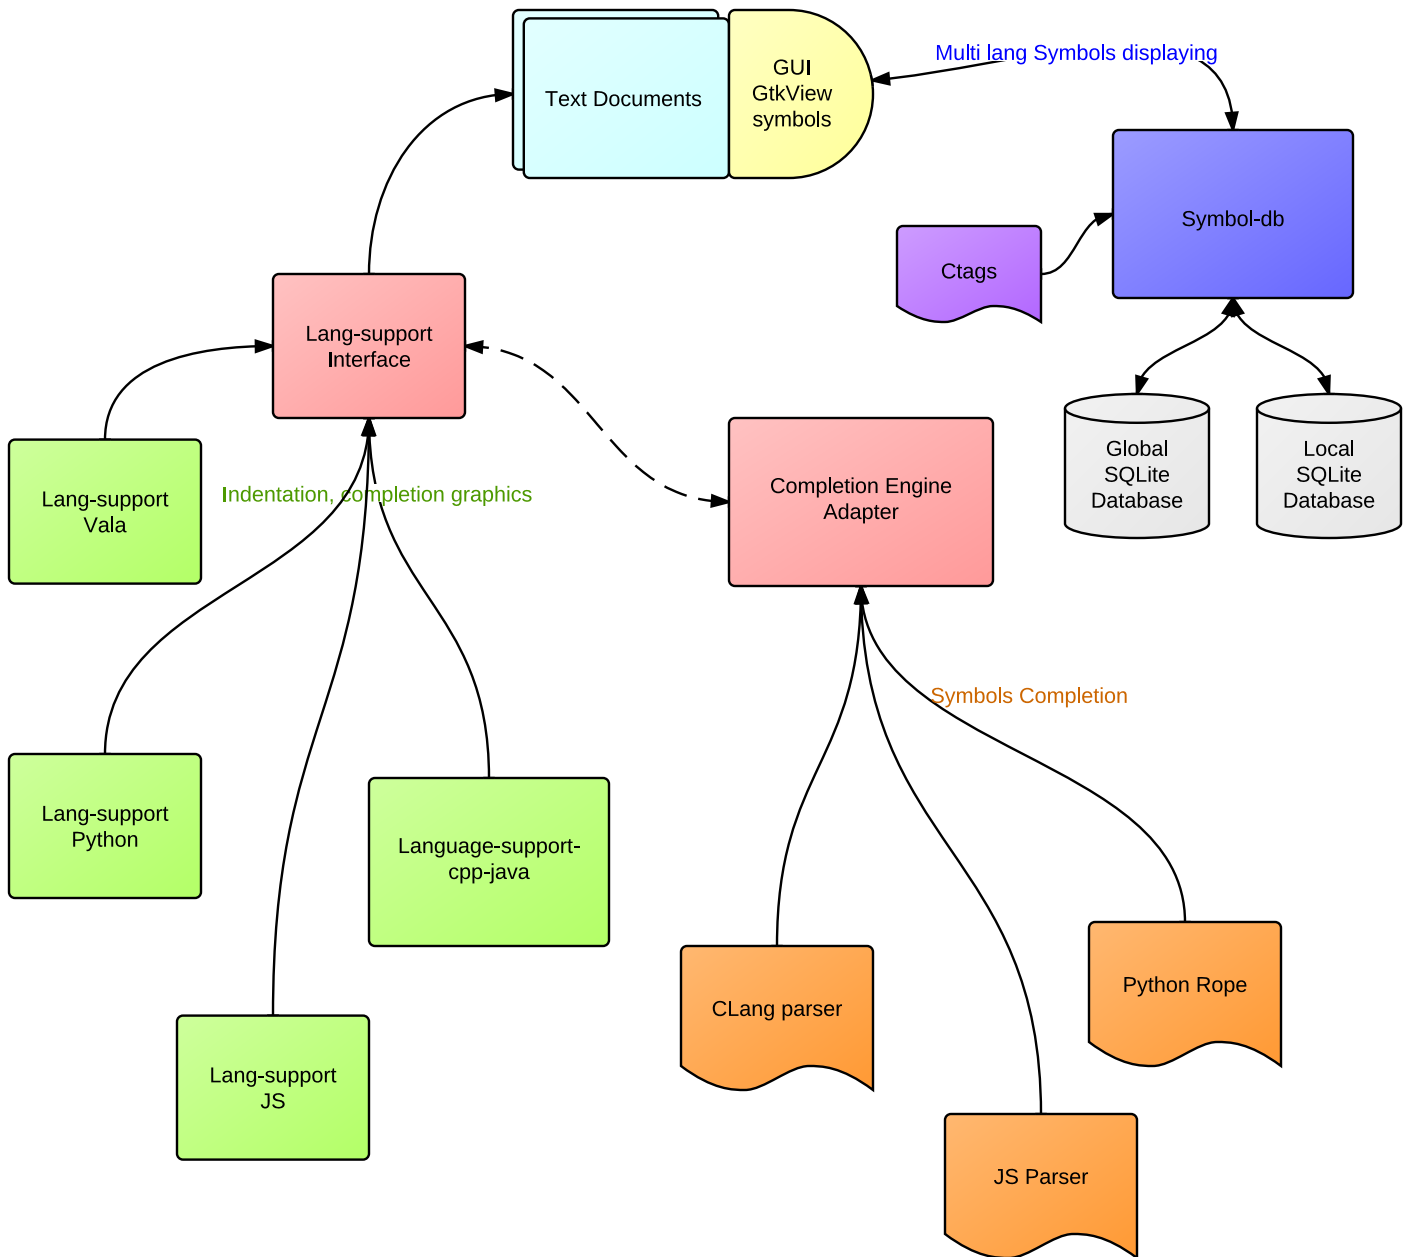 Multi lang Symbols displaying
GUI
GtkView
symbols
Text Documents
Symbol-db
Ctags
Lang-support
Interface
Global
SQLite
Database
Local
SQLite
Database
Completion Engine
Adapter
Indentation, completion graphics
Lang-support
Vala
Symbols Completion
Lang-support
Python
Language-support-
cpp-java
Python Rope
CLang parser
Lang-support
JS
JS Parser